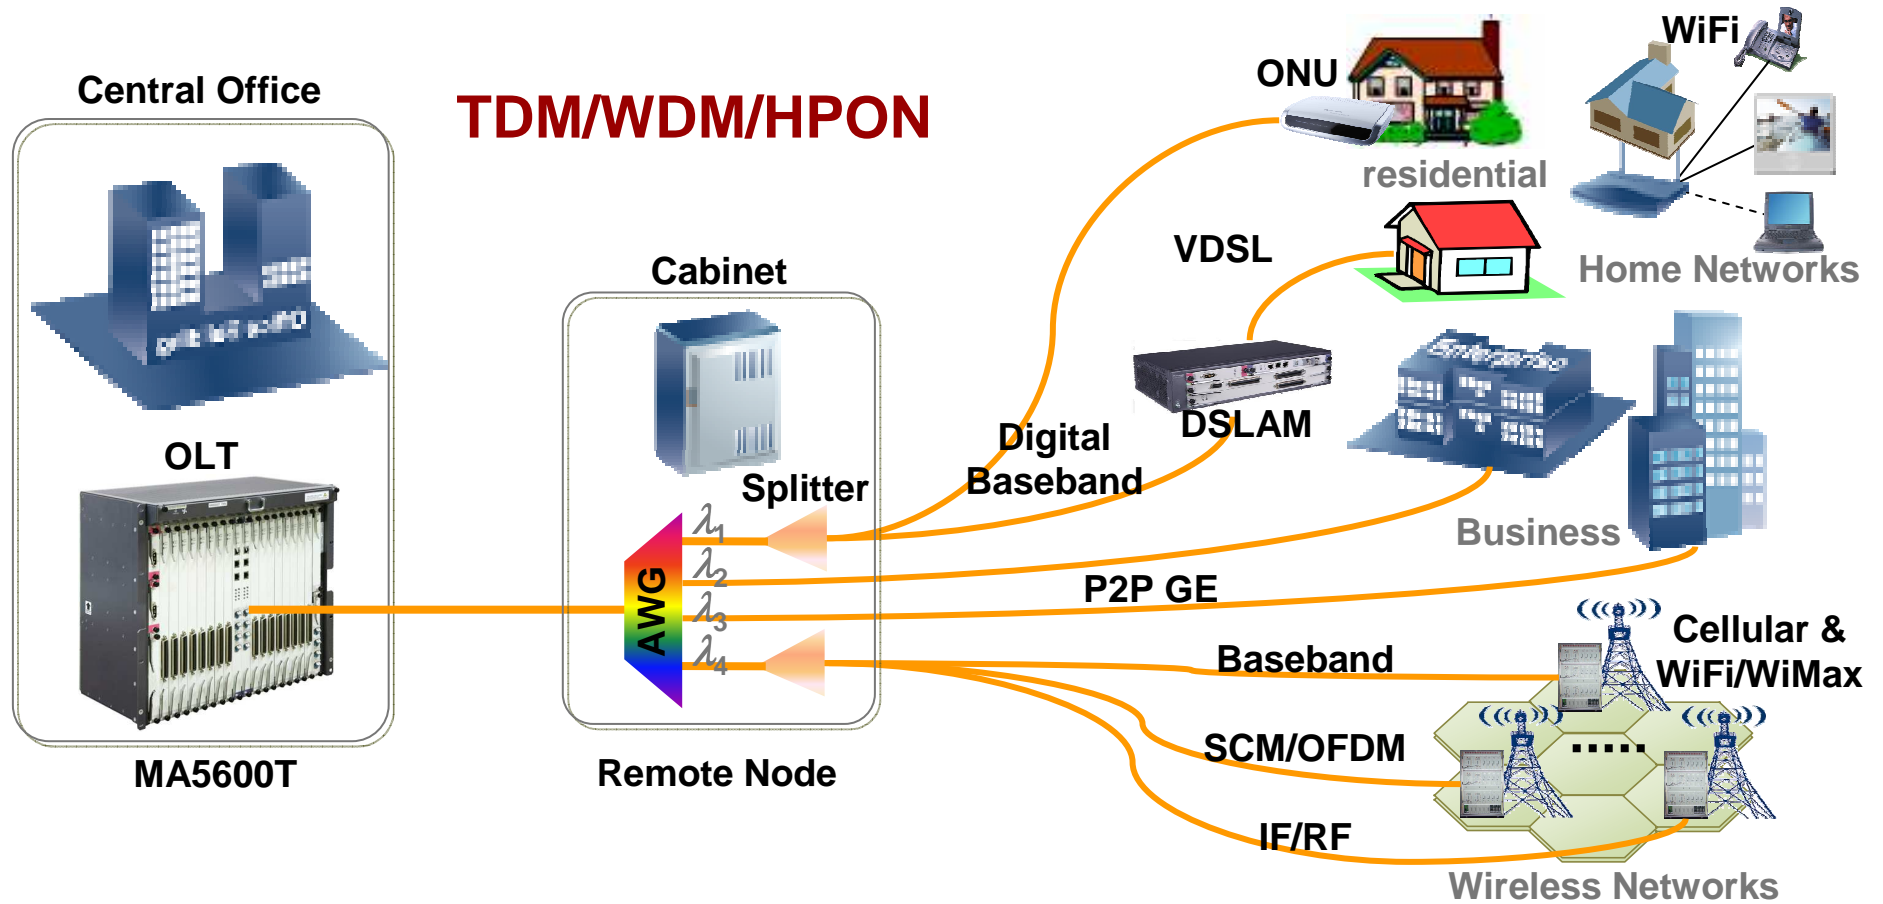 Central Office
TDM/WDM/HPON
ONU
WiFi
residential
VDSL
Home Networks
Cabinet
OLT
Splitter
Digital
Baseband
DSLAM
Enterprise
Business
AWG
λ1
λ2
λ3
λ4
P2P GE
Baseband
Cellular &
WiFi/WiMax
SCM/OFDM
IF/RF
MA5600T
Remote Node
Wireless Networks